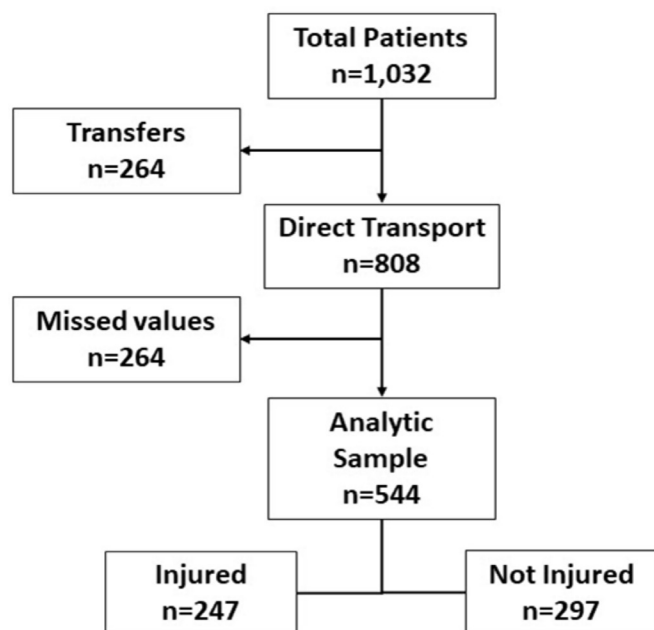 Total Patients
n=1,032
Transfers
n=264
Direct Transport
n=808
Missed values
n=264
Analytic
Sample
n=544
Injured
n=247
Not Injured
n=297